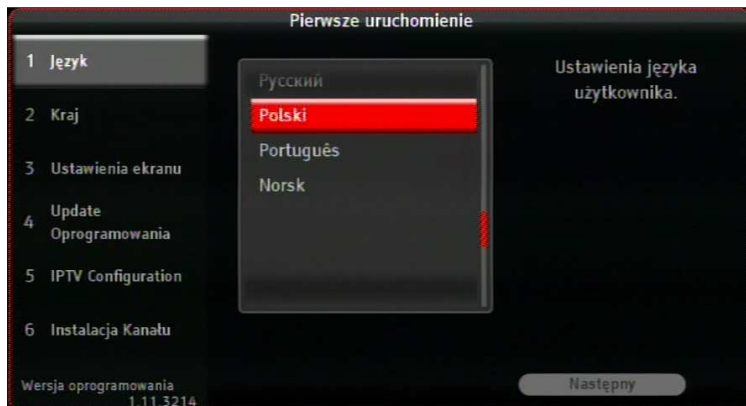 Pierwsze uruchomienie
1 Język
2 Kraj
3 Ustawienia ekranu
4 Update
Oprogramowania
5 IPTV Configuration
6 Instalacja Kanału
Wersja oprogramowania
1.11.3214
Русский
Polski
Português
Norsk
Ustawienia języka
użytkownika.
Następny